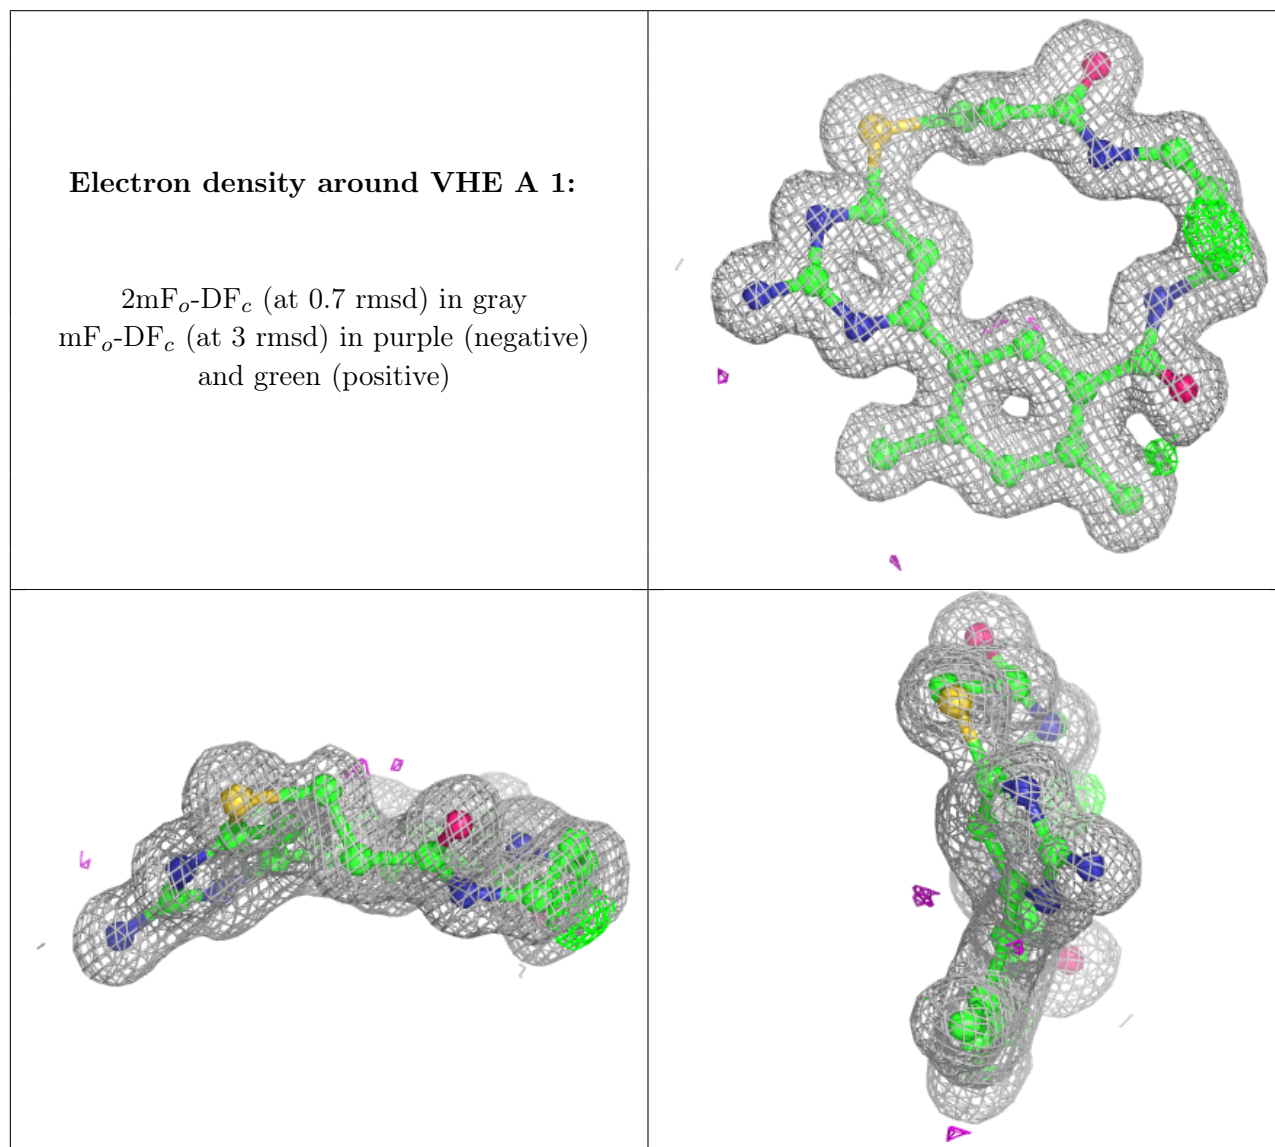 Electron density around VHE A 1:
2mFₒ-DF𝒸 (at 0.7 rmsd) in gray
mFₒ-DF𝒸 (at 3 rmsd) in purple (negative)
and green (positive)